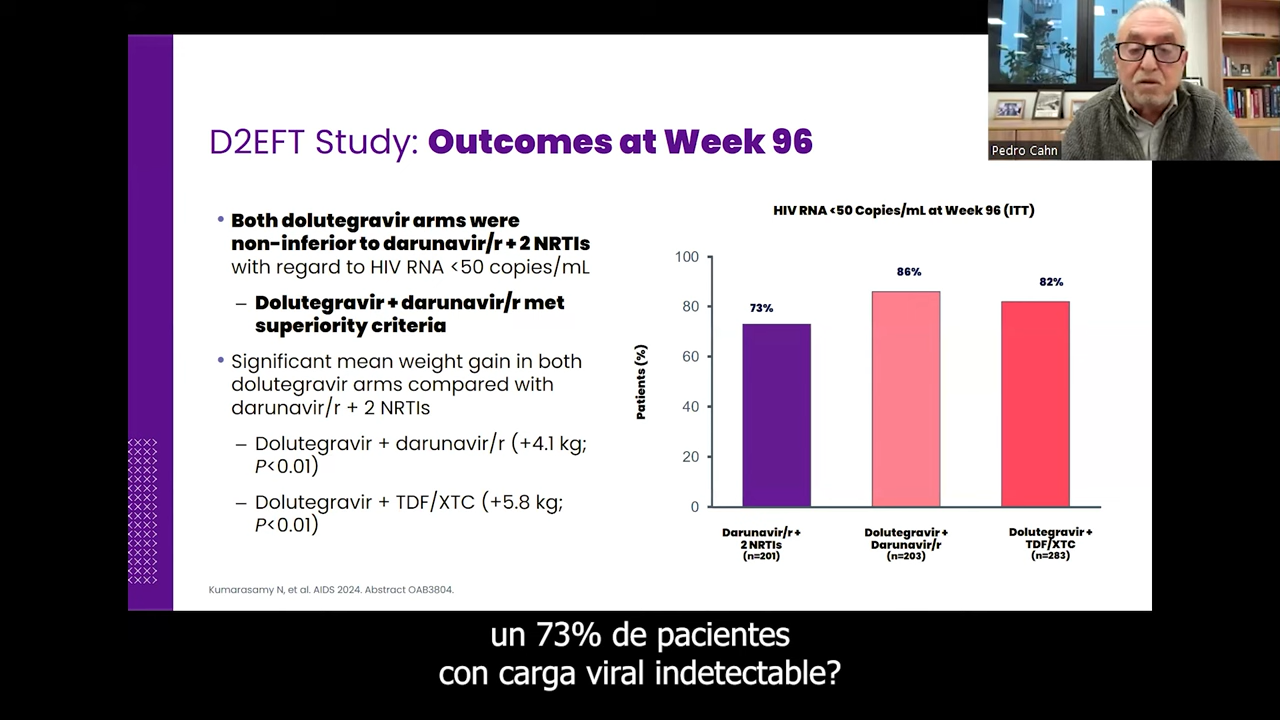 Pedro Cahn
D2EFT Study: Outcomes at Week 96
• Both dolutegravir arms were
non-inferior to darunavir/r + 2 NRTIs
with regard to HIV RNA <50 copies/mL
– Dolutegravir + darunavir/r met
superiority criteria
• Significant mean weight gain in both
dolutegravir arms compared with
darunavir/r + 2 NRTIs
– Dolutegravir + darunavir/r (+4.1 kg;
P<0.01)
– Dolutegravir + TDF/XTC (+5.8 kg;
P<0.01)
HIV RNA <50 Copies/mL at Week 96 (ITT)
Patients (%)
100
80
60
40
20
0
73%
86%
82%
Darunavir/r +
2 NRTIs
(n=201)
Dolutegravir +
Darunavir/r
(n=203)
Dolutegravir +
TDF/XTC
(n=283)
Kumarasamy N, et al. AIDS 2024. Abstract OAB3804.
un 73% de pacientes
con carga viral indetectable?